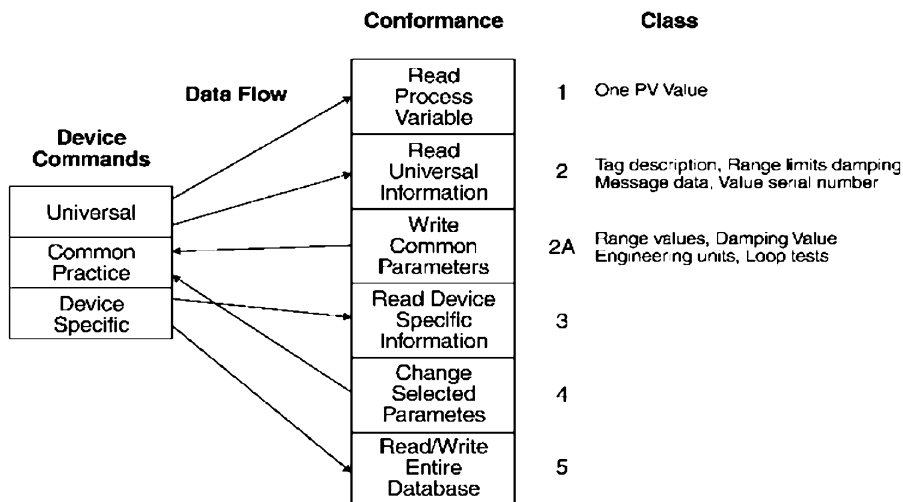 Conformance
Class
Data Flow
Device
Commands
Universal
Common
Practice
Device
Specific
Read
Process
Variable
1
One PV Value
Read
Universal
Information
2
Tag description, Range limits damping
Message data, Value serial number
Write
Common
Parameters
2A
Range values, Damping Value
Engineering units, Loop tests
Read Device
Specific
Information
3
Change
Selected
Parametes
4
Read/Write
Entire
Database
5